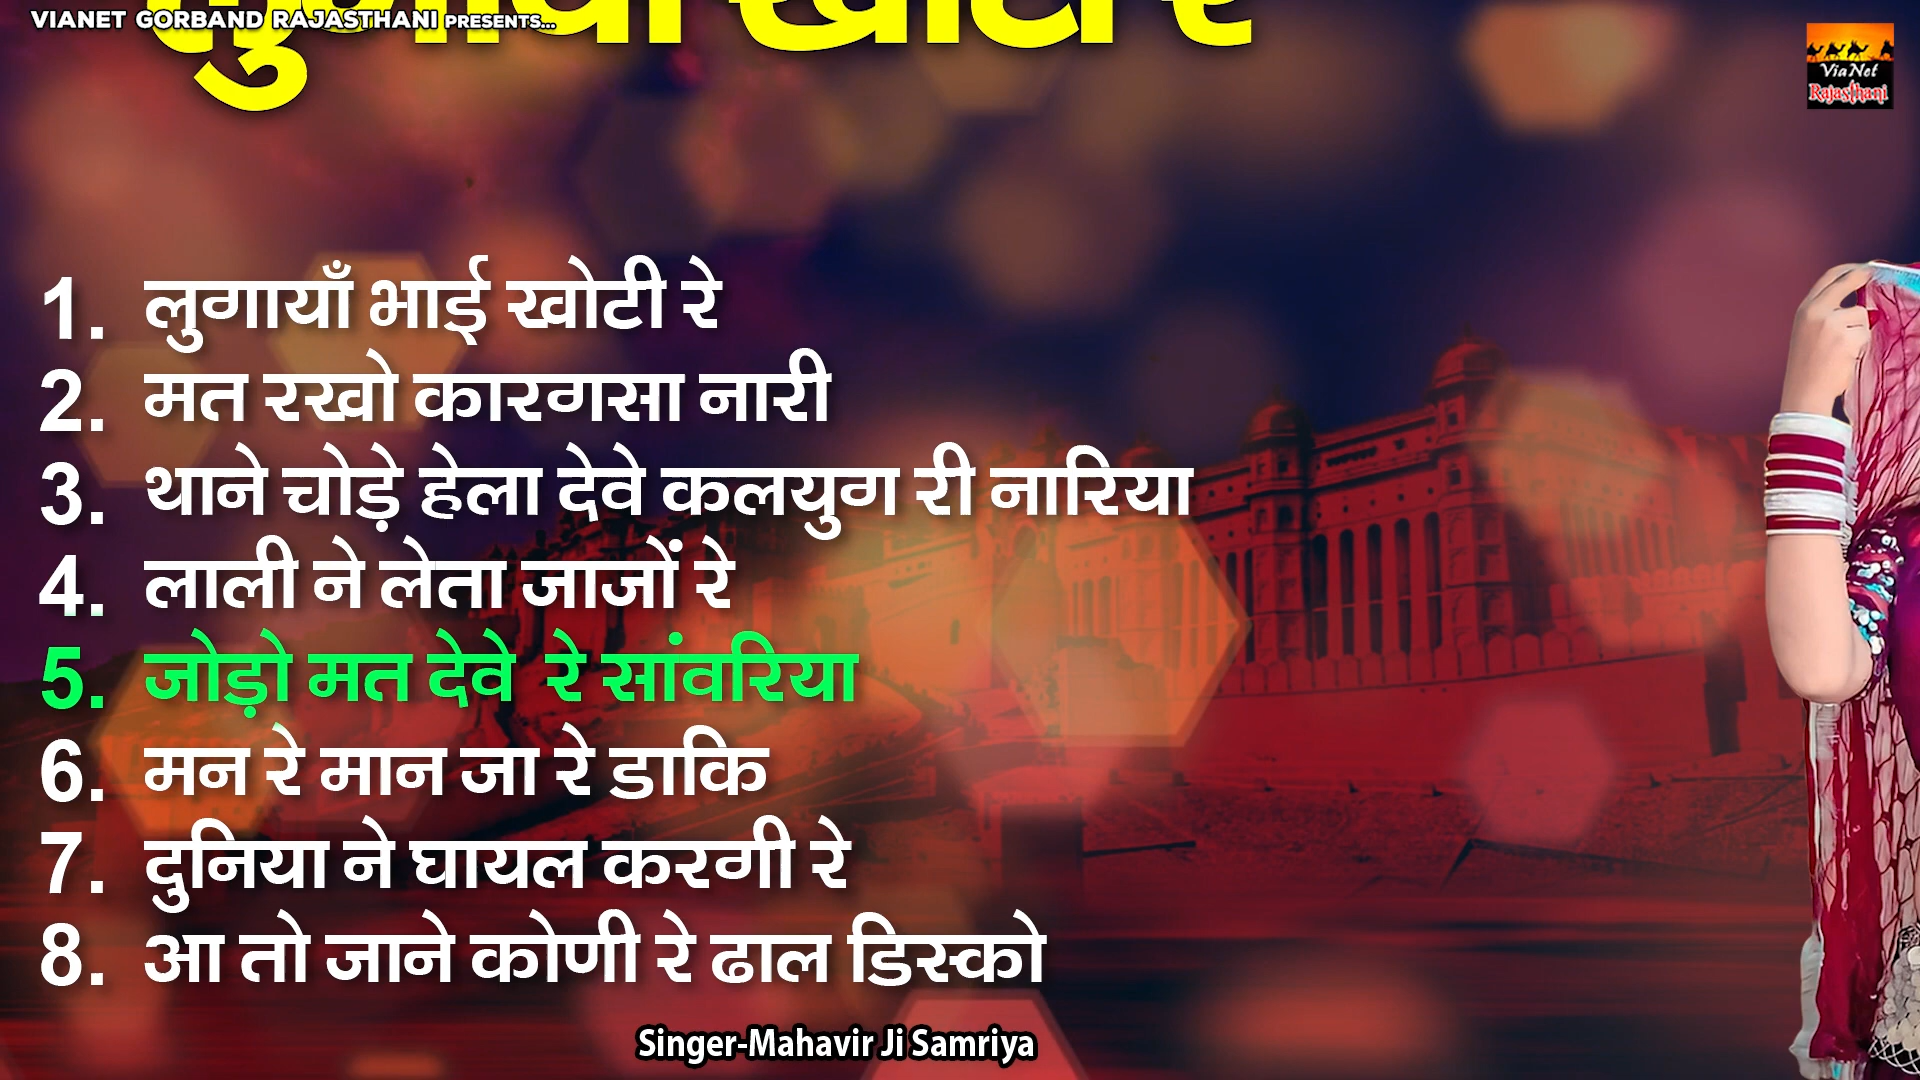 VIANET GORBAND RAJASTHANI PRESENTS...
ViaNet
Rajasthani
1. लुगायाँ भाई खोटी रे
2. मत रखो कारगसा नारी
3. थाने चोड़े हेला देवे कलयुग री नारिया
4. लाली ने लेता जाजों रे
5. जोड़ो मत देवे रे सांवरिया
6. मन रे मान जा रे डाकि
7. दुनिया ने घायल करगी रे
8. आ तो जाने कोणी रे ढाल डिस्को
Singer-Mahavir Ji Samriya